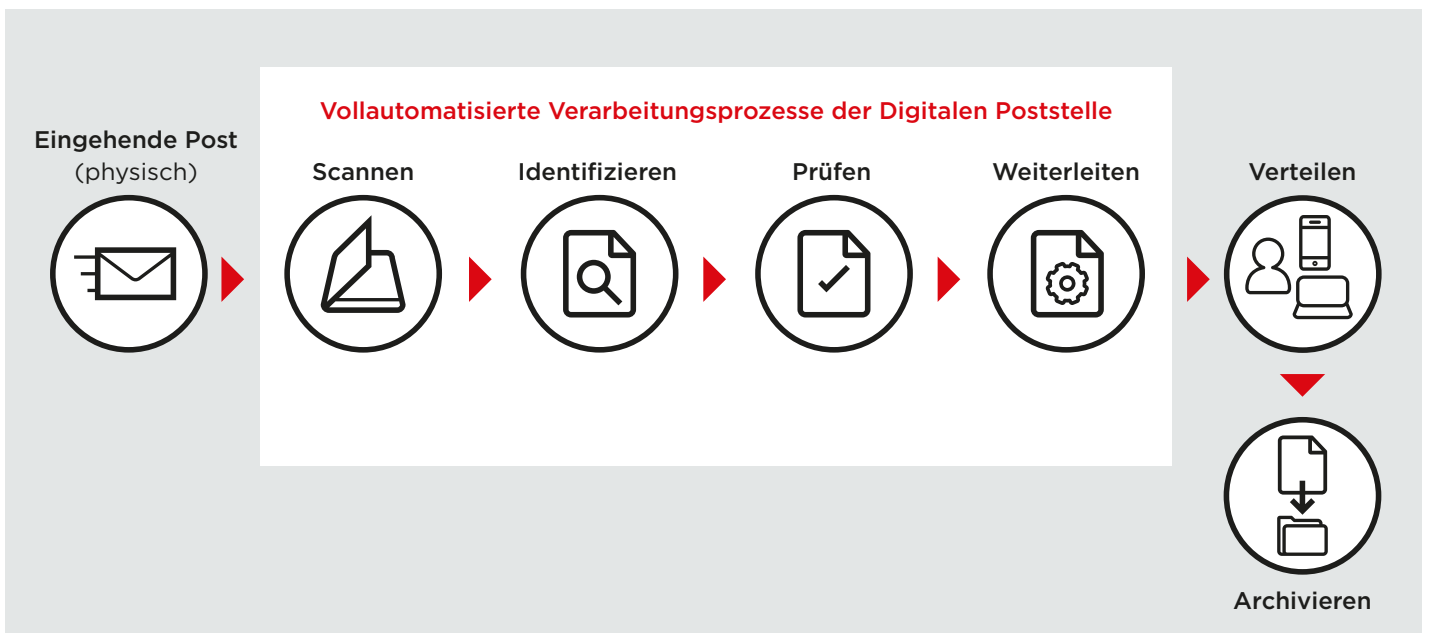 Vollautomatisierte Verarbeitungsprozesse der Digitalen Poststelle
Eingehende Post
(physisch)
Scannen
Identifizieren
Prüfen
Weiterleiten
Verteilen
Archivieren